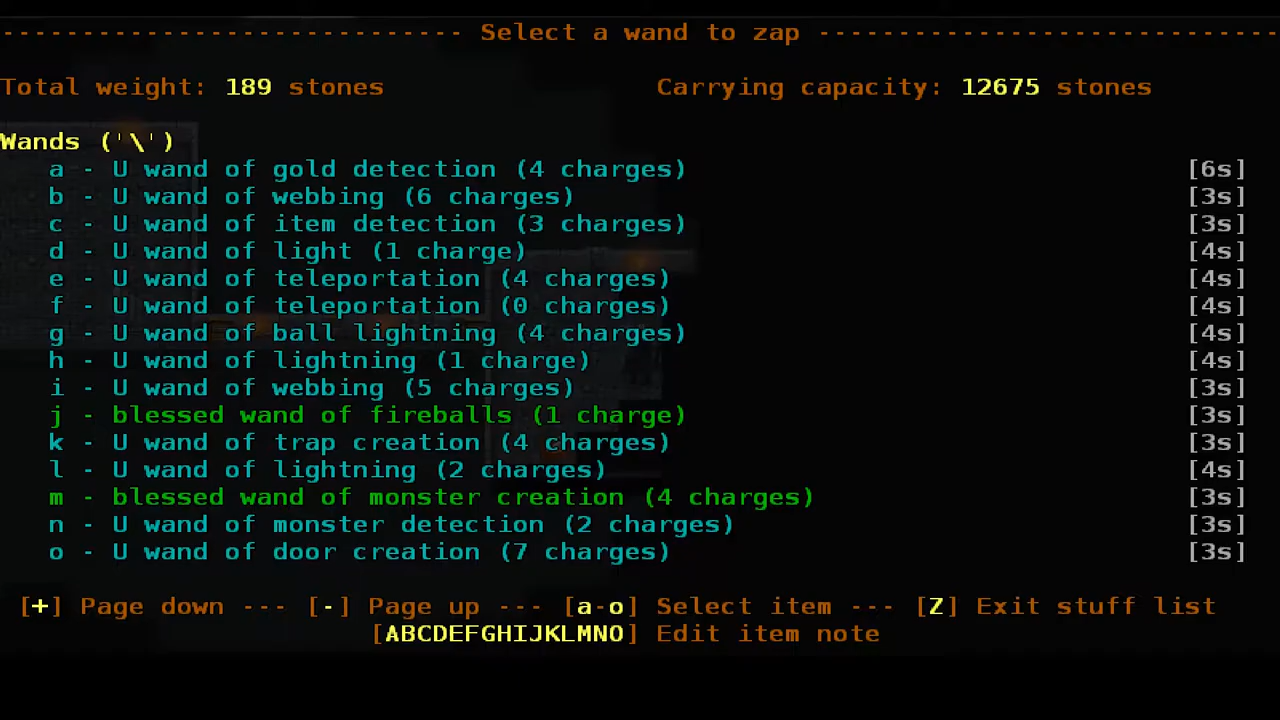 ----------------------------- Select a wand to zap -----------------------------
Total weight: 189 stones Carrying capacity: 12675 stones
Wands ('\')
a - U wand of gold detection (4 charges) [6s]
b - U wand of webbing (6 charges) [3s]
c - U wand of item detection (3 charges) [3s]
d - U wand of light (1 charge) [4s]
e - U wand of teleportation (4 charges) [4s]
f - U wand of teleportation (0 charges) [4s]
g - U wand of ball lightning (4 charges) [4s]
h - U wand of lightning (1 charge) [4s]
i - U wand of webbing (5 charges) [3s]
j - blessed wand of fireballs (1 charge) [3s]
k - U wand of trap creation (4 charges) [3s]
l - U wand of lightning (2 charges) [4s]
m - blessed wand of monster creation (4 charges) [3s]
n - U wand of monster detection (2 charges) [3s]
o - U wand of door creation (7 charges) [3s]
[+] Page down --- [-] Page up --- [a-o] Select item --- [Z] Exit stuff list
[ABCDEFGHIJKLMNO] Edit item note